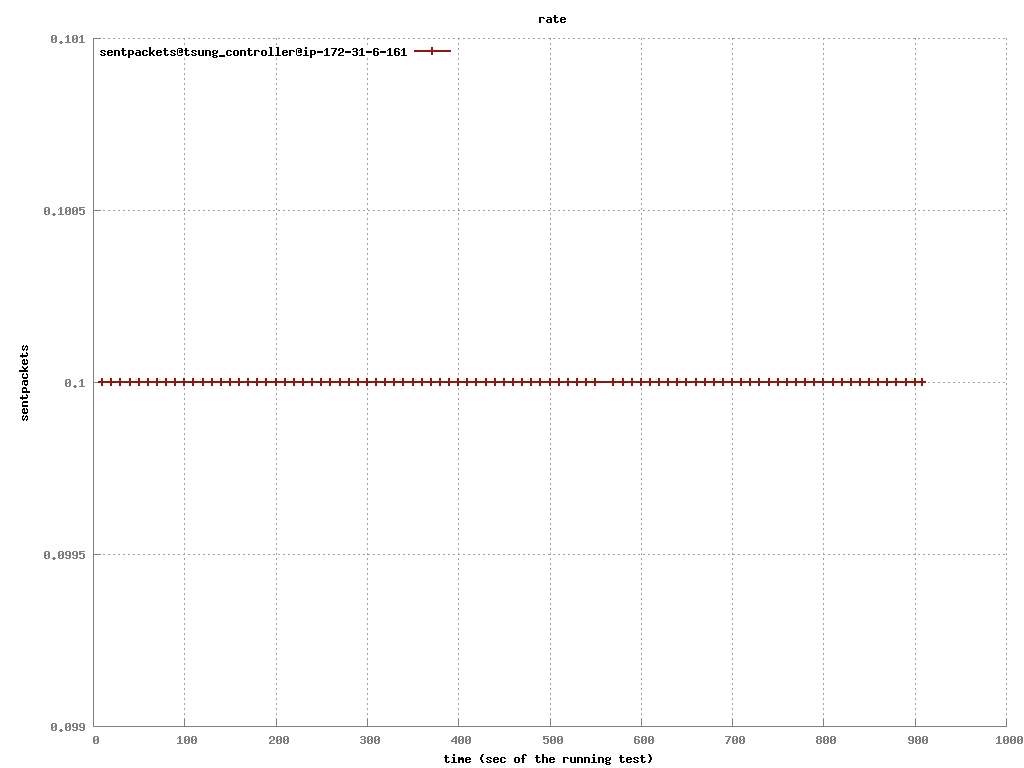 rate
0.101
sentpackets@tsung_controller@ip-172-31-6-161
0.1005
sentpackets
0.1
0.0995
0.099
0 100 200 300 400 500 600 700 800 900 1000
time (sec of the running test)